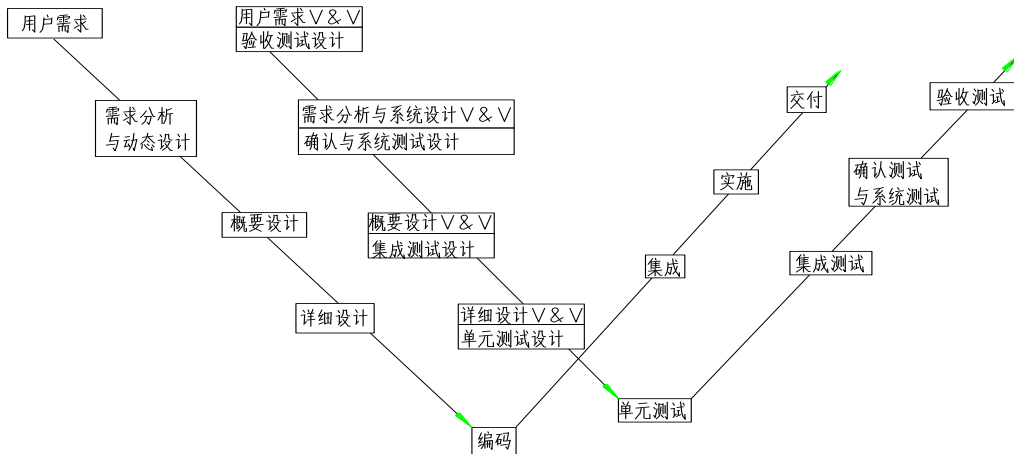 用户需求
用户需求V&V
验收测试设计
需求分析
与动态设计
需求分析与系统设计V&V
确认与系统测试设计
交付
验收测试
概要设计
概要设计V&V
集成测试设计
实施
确认测试
与系统测试
详细设计
详细设计V&V
单元测试设计
集成
集成测试
编码
单元测试